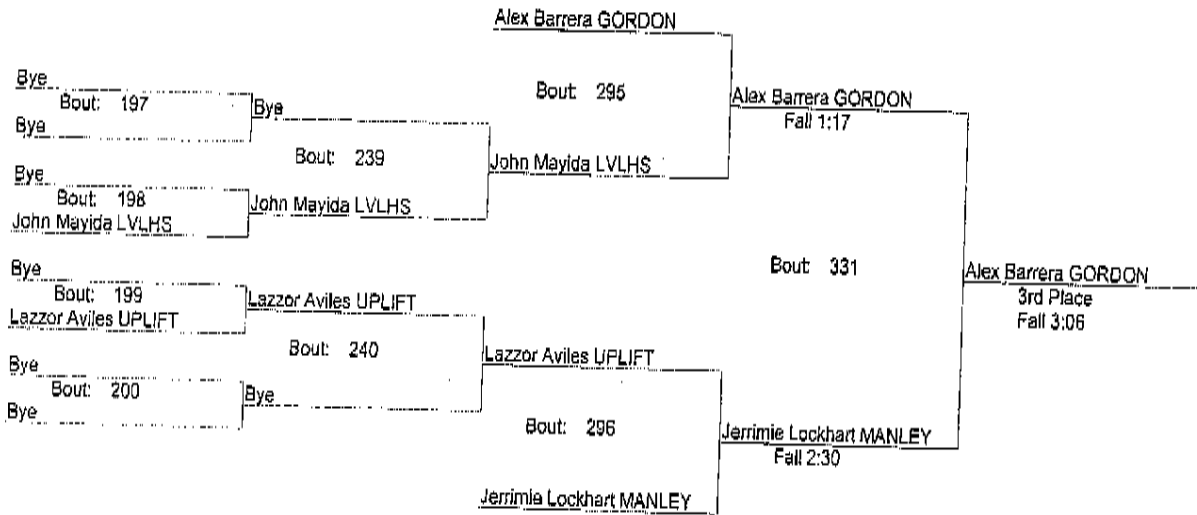 Alex Barrera GORDON
Bye
Bout: 197
Bye
Bout: 295
Alex Barrera GORDON
Fall 1:17
Bye
Bout: 239
John Mayida LVLHS
Bye
Bout: 198
John Mayida LVLHS
John Mayida LVLHS
Bout: 331
Bye
Bout: 199
Lazzor Aviles UPLIFT
Lazzor Aviles UPLIFT
Alex Barrera GORDON
3rd Place
Fall 3:06
Bout: 240
Lazzor Aviles UPLIFT
Bye
Bout: 200
Bye
Bye
Bout: 296
Jerrimie Lockhart MANLEY
Fall 2:30
Jerrimie Lockhart MANLEY